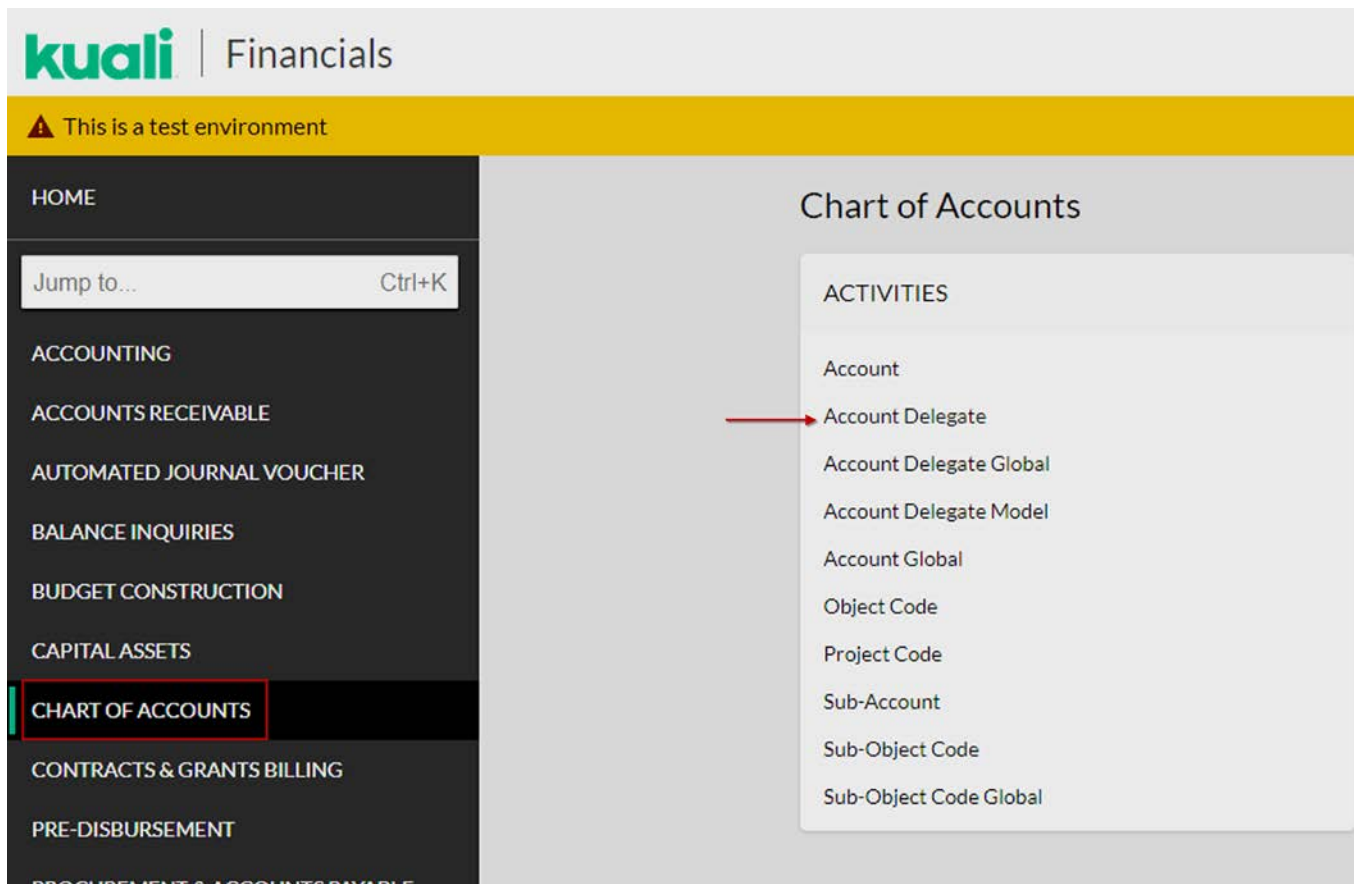 kuali | Financials
This is a test environment
HOME
Jump to... Ctrl+K
ACCOUNTING
ACCOUNTS RECEIVABLE
AUTOMATED JOURNAL VOUCHER
BALANCE INQUIRIES
BUDGET CONSTRUCTION
CAPITAL ASSETS
CHART OF ACCOUNTS
CONTRACTS & GRANTS BILLING
PRE-DISBURSEMENT
PROCUREMENT & ACCOUNTS PAYABLE
Chart of Accounts
ACTIVITIES
Account
Account Delegate
Account Delegate Global
Account Delegate Model
Account Global
Object Code
Project Code
Sub-Account
Sub-Object Code
Sub-Object Code Global